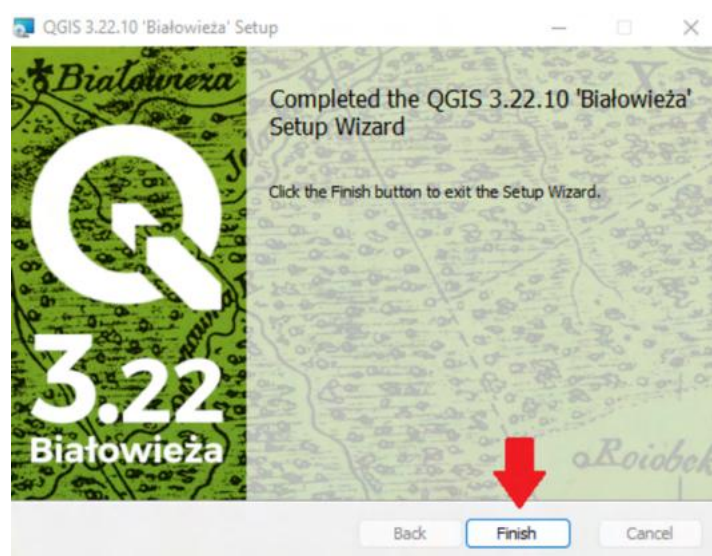 QGIS 3.22.10 'Białowieża' Setup
Białowieża
Completed the QGIS 3.22.10 'Białowieża'
Setup Wizard
Click the Finish button to exit the Setup Wizard.
3.22
Białowieża
Back
Finish
Cancel